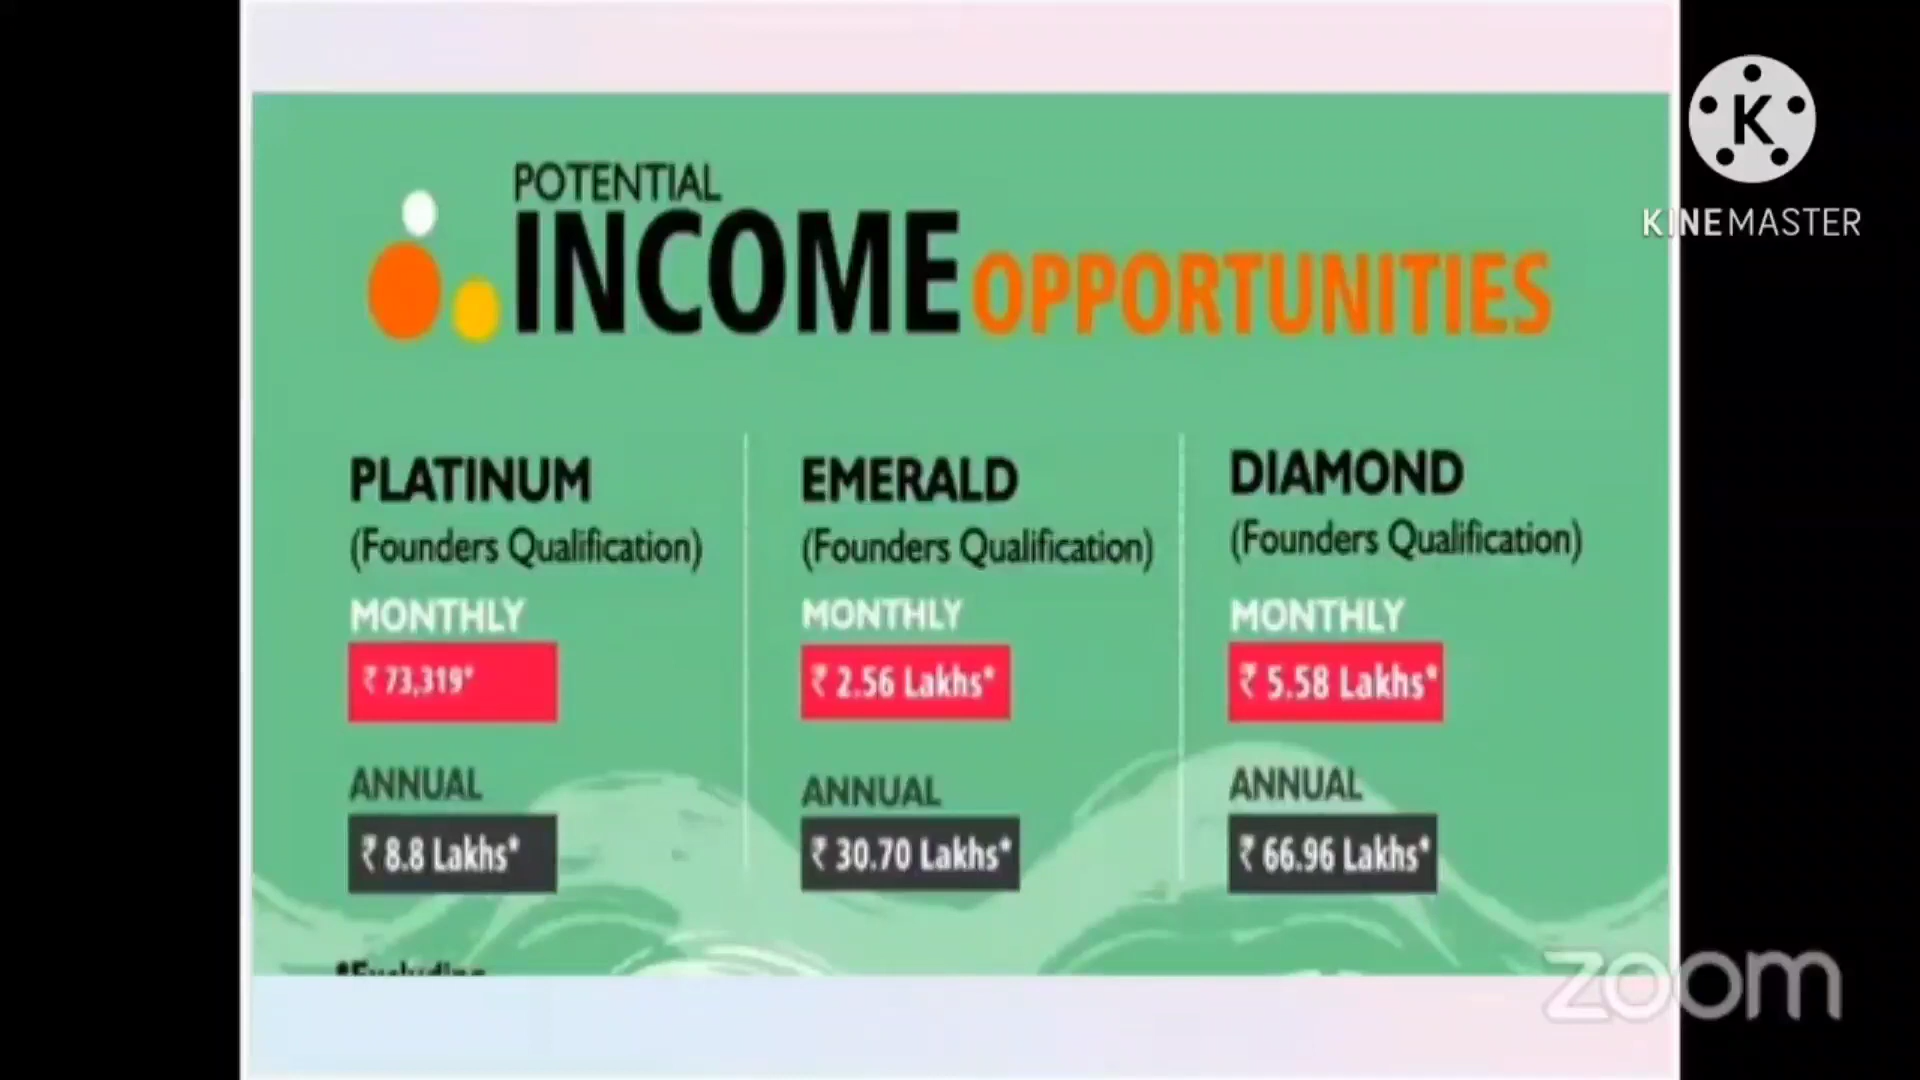 POTENTIAL
INCOME OPPORTUNITIES
K
KINEMASTER
PLATINUM
(Founders Qualification)
MONTHLY
₹ 73,319*
ANNUAL
₹ 8.8 Lakhs*
EMERALD
(Founders Qualification)
MONTHLY
₹ 2.56 Lakhs*
ANNUAL
₹ 30.70 Lakhs*
DIAMOND
(Founders Qualification)
MONTHLY
₹ 5.58 Lakhs*
ANNUAL
₹ 66.96 Lakhs*
*Excluding
zoom